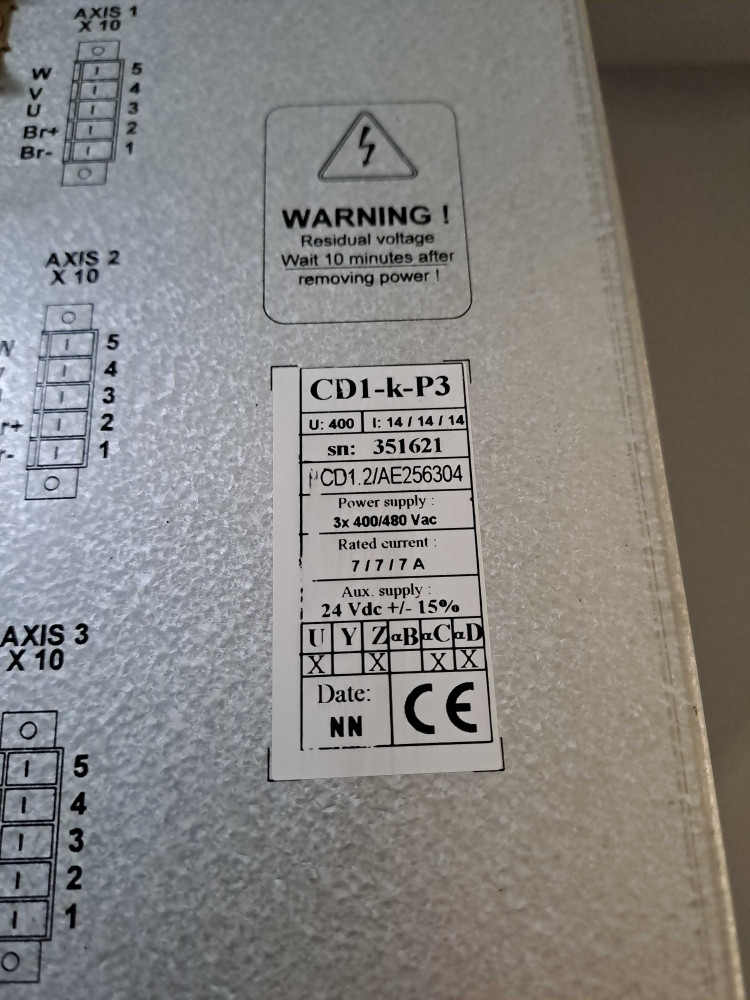 AXIS 1
X 10
W 5
V 4
U 3
Br+ 2
Br- 1
WARNING !
Residual voltage
Wait 10 minutes after
removing power !
AXIS 2
X 10
5
4
3
2
1
CD1-k-P3
U: 400 I: 14 / 14 / 14
sn: 351621
CD1.2/AE256304
Power supply :
3x 400/480 Vac
Rated current :
7 / 7 / 7 A
Aux. supply :
24 Vdc +/- 15%
U Y Z αB αC αD
X X X X
Date:
NN
CE
AXIS 3
X 10
5
4
3
2
1